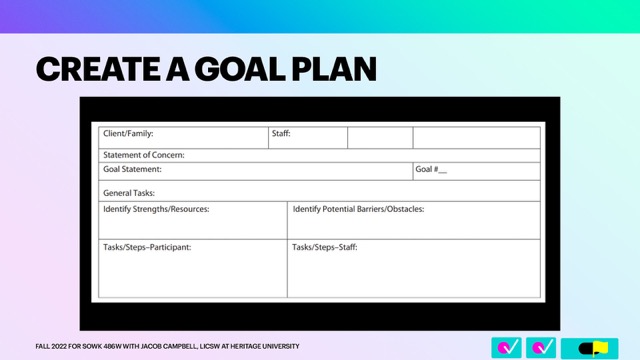 CREATE A GOAL PLAN
Client/Family: Staff:
Statement of Concern:
Goal Statement: Goal #__
General Tasks:
Identify Strengths/Resources: Identify Potential Barriers/Obstacles:
Tasks/Steps–Participant: Tasks/Steps–Staff:
FALL 2022 FOR SOWK 486W WITH JACOB CAMPBELL, LICSW AT HERITAGE UNIVERSITY